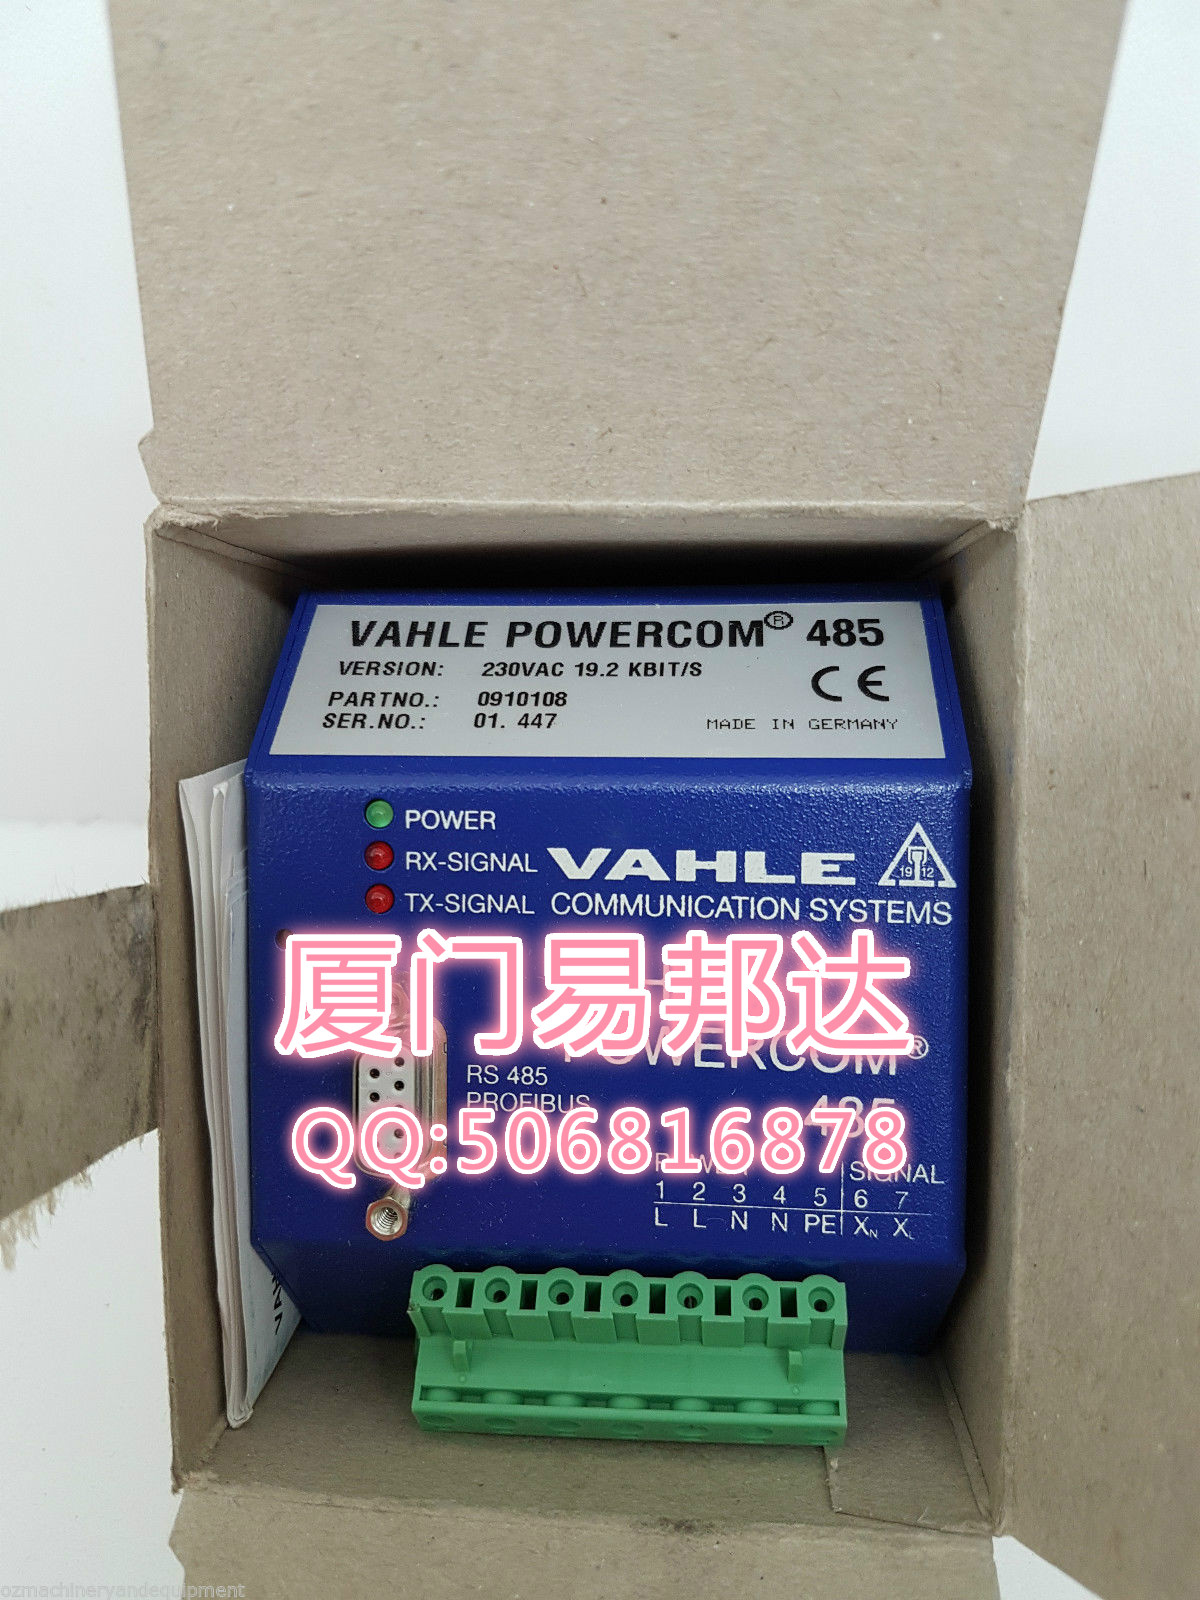 VAHLE POWERCOM® 485
VERSION: 230VAC 19.2 KBIT/S
PARTNO.: 0910108
SER.NO.: 01. 447
CE
MADE IN GERMANY
POWER
RX-SIGNAL
TX-SIGNAL
VAHLE
19 12
COMMUNICATION SYSTEMS
厦门易邦达
POWERCOM®
485
RS 485
PROFIBUS
QQ:506816878
POWER SIGNAL
1 2 3 4 5 6 7
L L N N PE XN XL
ozmachineryandequipment